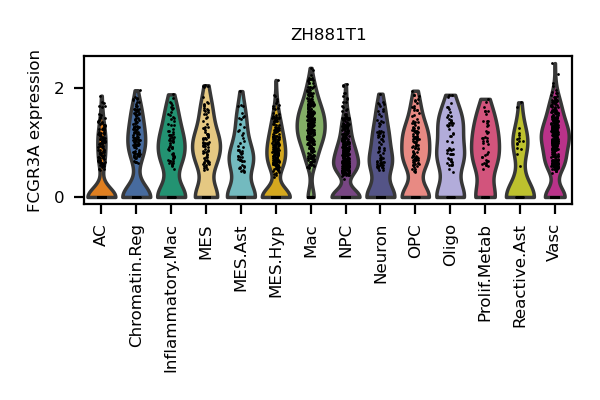 ZH881T1
FCGR3A expression
2
0
AC
Chromatin.Reg
Inflammatory.Mac
MES
MES.Ast
MES.Hyp
Mac
NPC
Neuron
OPC
Oligo
Prolif.Metab
Reactive.Ast
Vasc